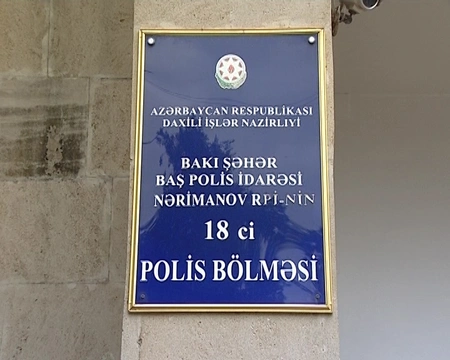 AZƏRBAYCAN RESPUBLİKASI
DAXİLİ İŞLƏR NAZİRLİYİ
BAKI ŞƏHƏR
BAŞ POLİS İDARƏSİ
NƏRİMANOV RPİ-NİN
18 ci
POLİS BÖLMƏSİ